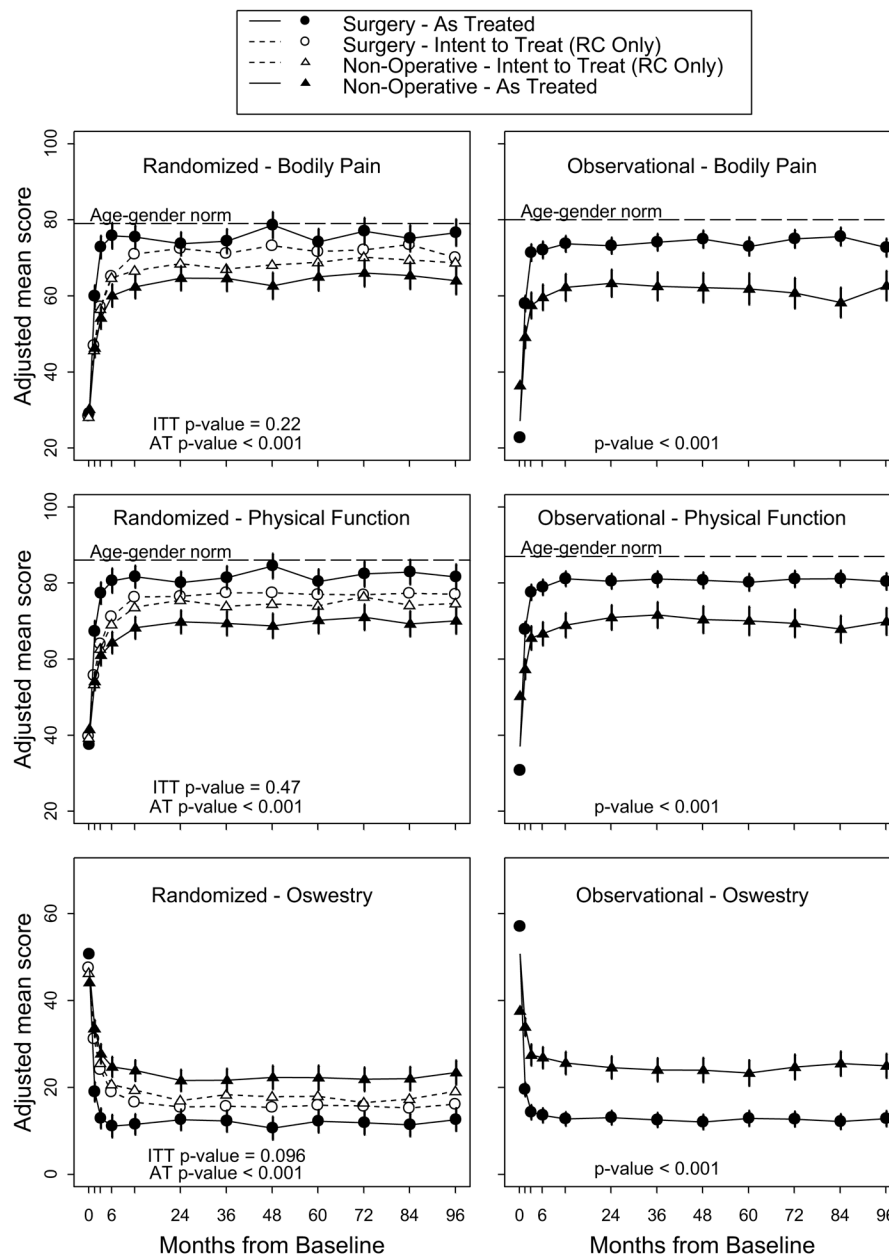 Surgery - As Treated
Surgery - Intent to Treat (RC Only)
Non-Operative - Intent to Treat (RC Only)
Non-Operative - As Treated
Adjusted mean score
100
80
60
40
20
Randomized - Bodily Pain
Age-gender norm
ITT p-value = 0.22
AT p-value < 0.001
Observational - Bodily Pain
p-value < 0.001
Adjusted mean score
100
80
60
40
20
Randomized - Physical Function
Age-gender norm
ITT p-value = 0.47
AT p-value < 0.001
Observational - Physical Function
Age-gender norm
p-value < 0.001
Adjusted mean score
60
40
20
0
Randomized - Oswestry
ITT p-value = 0.096
AT p-value < 0.001
0 6 24 36 48 60 72 84 96
Months from Baseline
Observational - Oswestry
p-value < 0.001
0 6 24 36 48 60 72 84 96
Months from Baseline